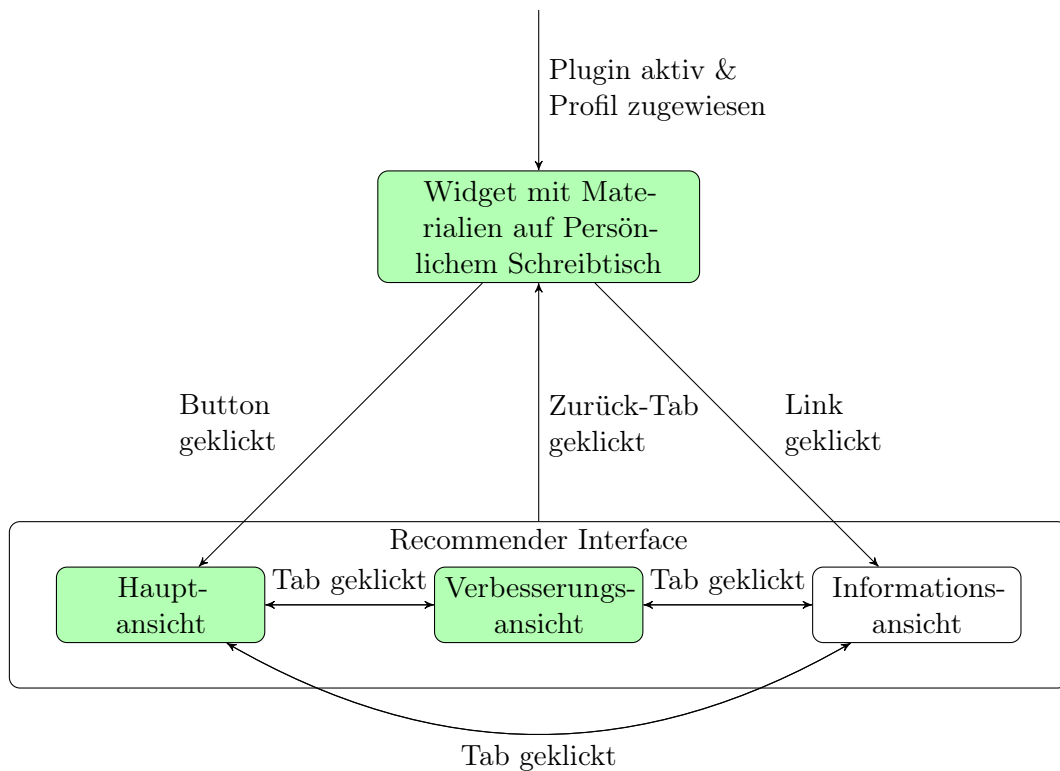 Plugin aktiv &
Profil zugewiesen
Widget mit Mate-
rialien auf Persön-
lichem Schreibtisch
Button
geklickt
Zurück-Tab
geklickt
Link
geklickt
Recommender Interface
Haupt-
ansicht
Tab geklickt
Verbesserungs-
ansicht
Tab geklickt
Informations-
ansicht
Tab geklickt